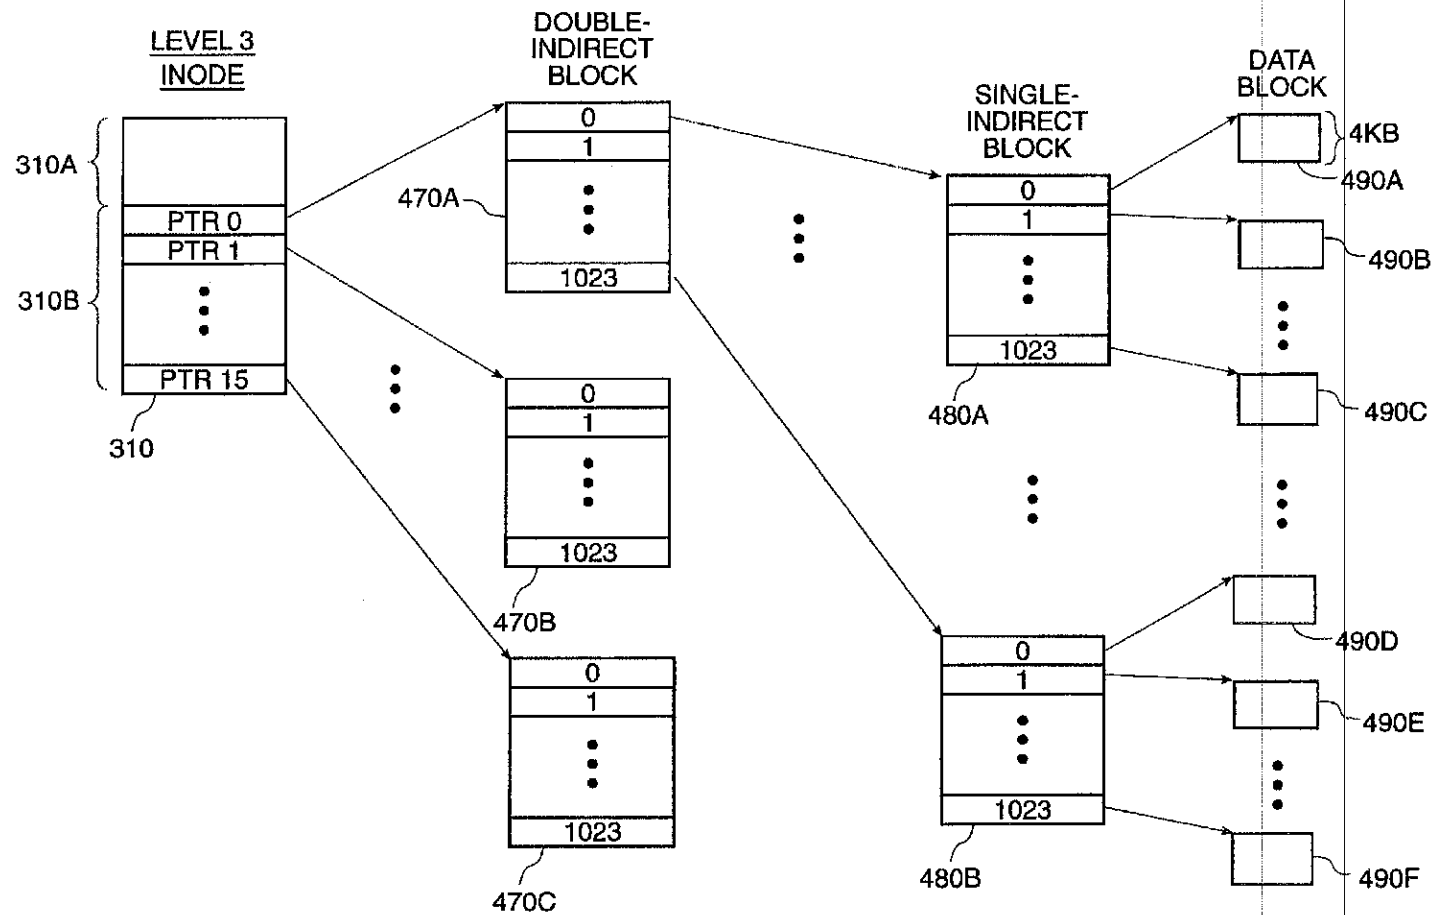 LEVEL 3
INODE
310A
PTR 0
PTR 1
310B
PTR 15
310
DOUBLE-
INDIRECT
BLOCK
0
1
470A
1023
0
1
1023
470B
0
1
1023
470C
SINGLE-
INDIRECT
BLOCK
0
1
1023
480A
0
1
1023
480B
DATA
BLOCK
4KB
490A
490B
490C
490D
490E
490F